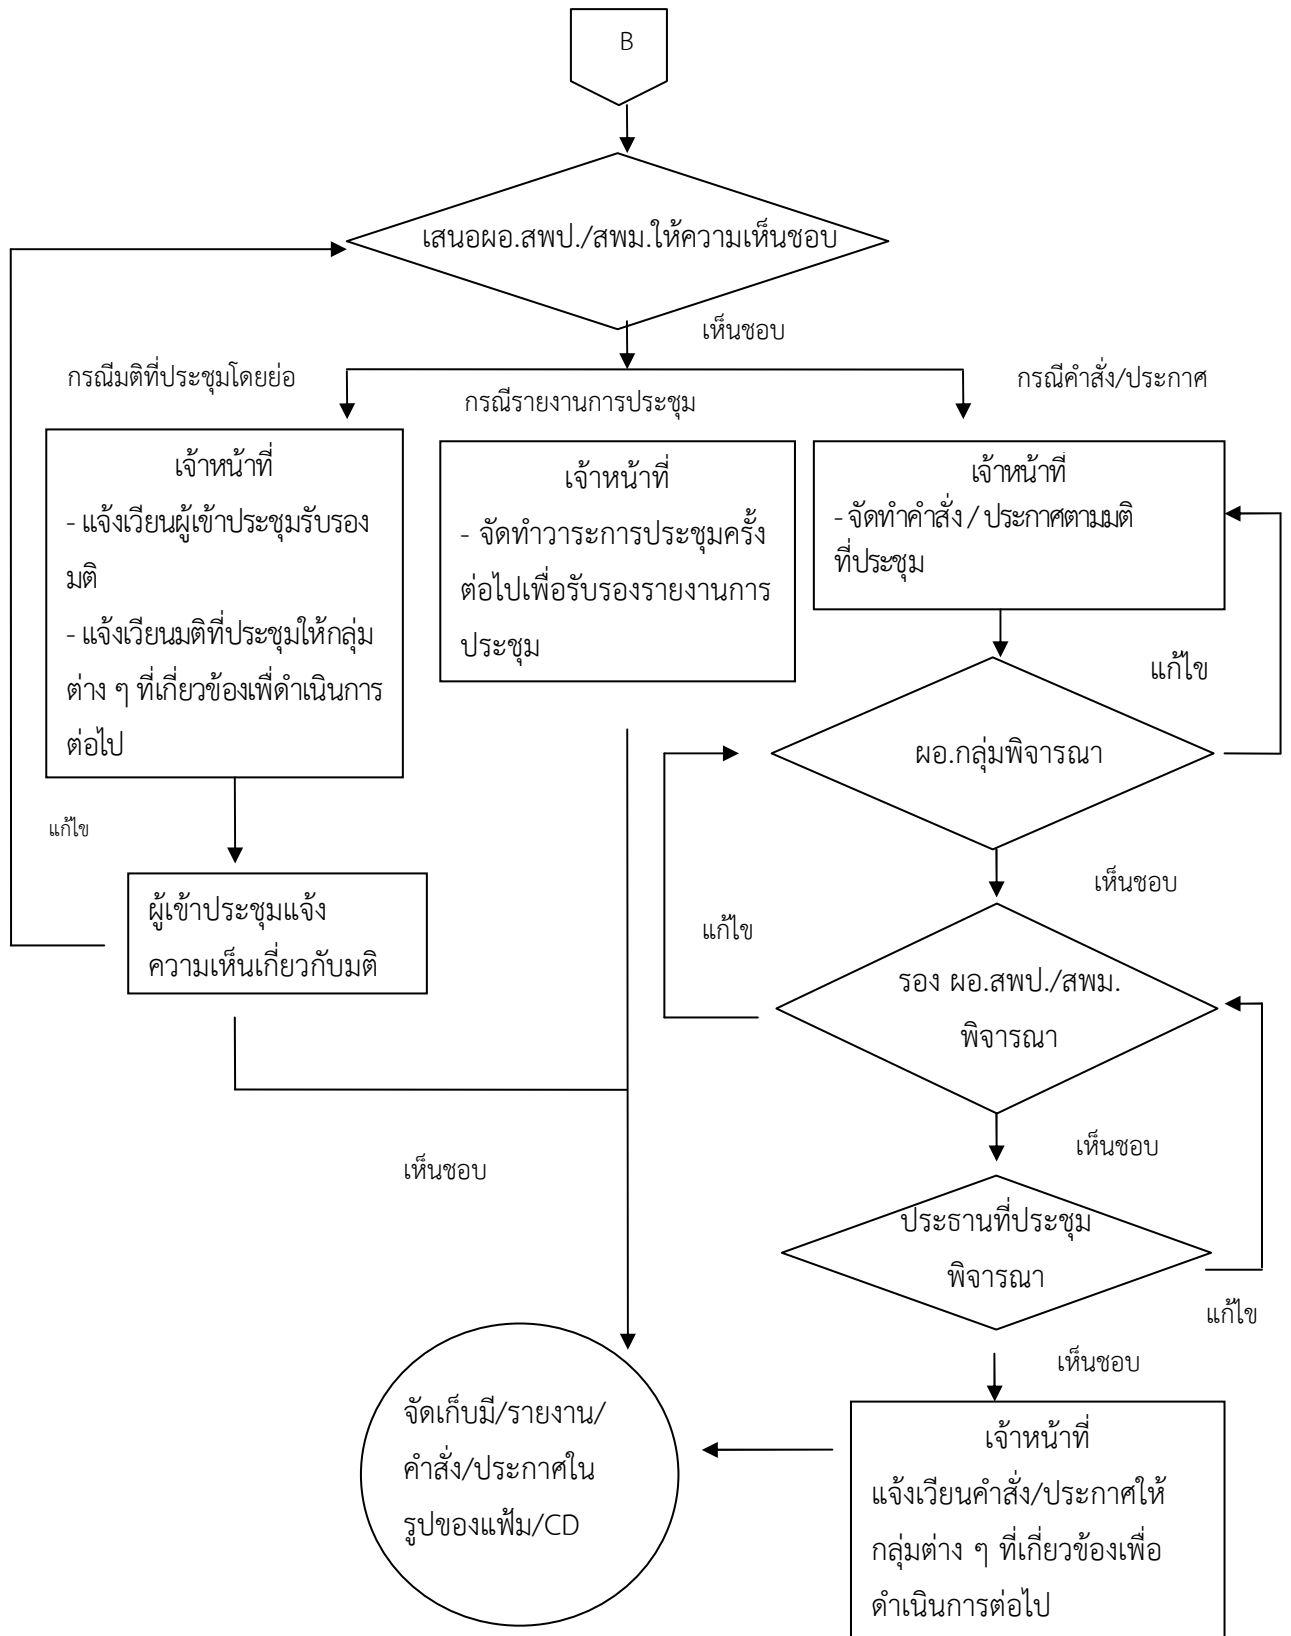 B
เสนอผอ.สพป./สพม.ให้ความเห็นชอบ
เห็นชอบ
กรณีมติที่ประชุมโดยย่อ
กรณีรายงานการประชุม
กรณีคำสั่ง/ประกาศ
เจ้าหน้าที่
- แจ้งเวียนผู้เข้าประชุมรับรอง
มติ
- แจ้งเวียนมติที่ประชุมให้กลุ่ม
ต่าง ๆ ที่เกี่ยวข้องเพื่ดำเนินการ
ต่อไป
เจ้าหน้าที่
- จัดทำวาระการประชุมครั้ง
ต่อไปเพื่อรับรองรายงานการ
ประชุม
เจ้าหน้าที่
- จัดทำคำสั่ง / ประกาศตามมติ
ที่ประชุม
แก้ไข
ผอ.กลุ่มพิจารณา
แก้ไข
ผู้เข้าประชุมแจ้ง
ความเห็นเกี่ยวกับมติ
เห็นชอบ
แก้ไข
รอง ผอ.สพป./สพม.
พิจารณา
เห็นชอบ
เห็นชอบ
ประธานที่ประชุม
พิจารณา
แก้ไข
เห็นชอบ
จัดเก็บมี/รายงาน/
คำสั่ง/ประกาศใน
รูปของแฟ้ม/CD
เจ้าหน้าที่
แจ้งเวียนคำสั่ง/ประกาศให้
กลุ่มต่าง ๆ ที่เกี่ยวข้องเพื่อ
ดำเนินการต่อไป